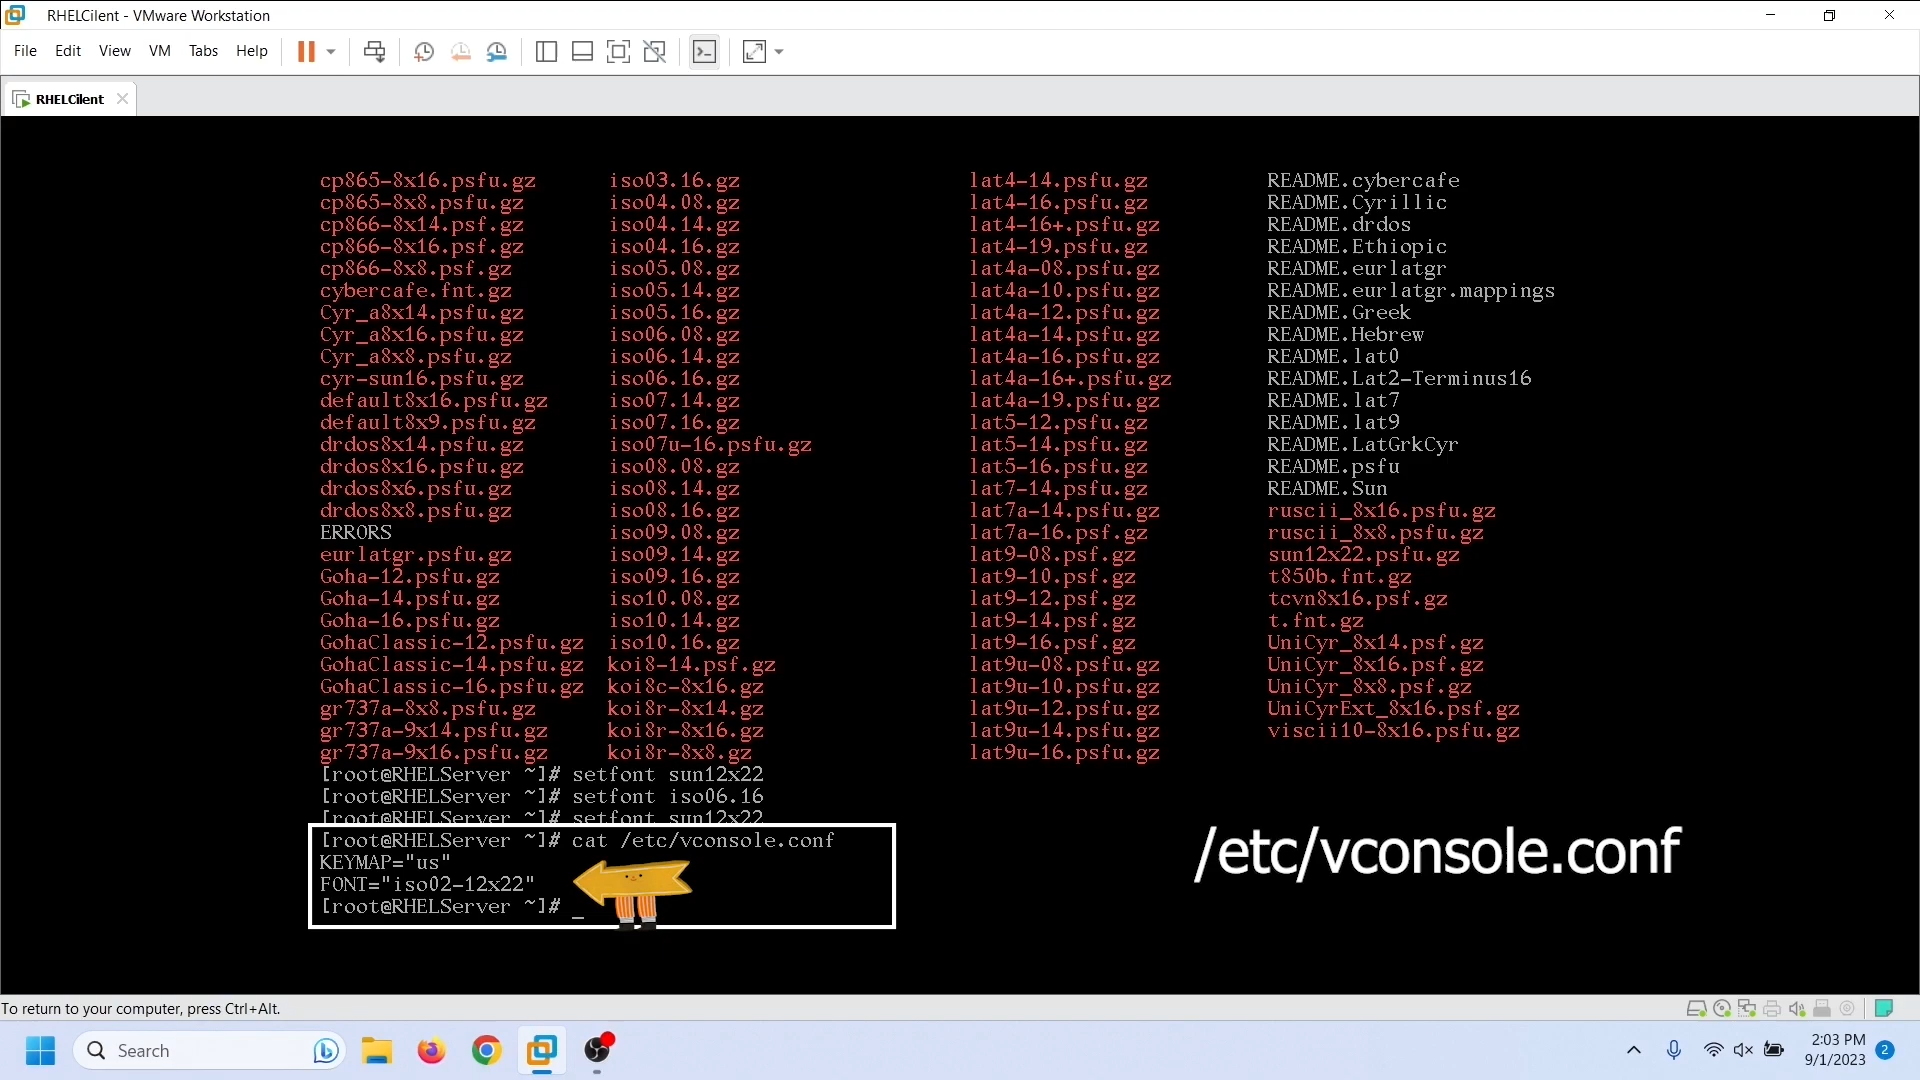 RHELCilent - VMware Workstation
File Edit View VM Tabs Help
RHELCilent
cp865-8x16.psfu.gz iso03.16.gz lat4-14.psfu.gz README.cybercafe
cp865-8x8.psfu.gz iso04.08.gz lat4-16.psfu.gz README.Cyrillic
cp866-8x14.psf.gz iso04.14.gz lat4-16+.psfu.gz README.drdos
cp866-8x16.psf.gz iso04.16.gz lat4-19.psfu.gz README.Ethiopic
cp866-8x8.psf.gz iso05.08.gz lat4a-08.psfu.gz README.eurlatgr
cybercafe.fnt.gz iso05.14.gz lat4a-10.psfu.gz README.eurlatgr.mappings
Cyr_a8x14.psfu.gz iso05.16.gz lat4a-12.psfu.gz README.Greek
Cyr_a8x16.psfu.gz iso06.08.gz lat4a-14.psfu.gz README.Hebrew
Cyr_a8x8.psfu.gz iso06.14.gz lat4a-16.psfu.gz README.lat0
cyr-sun16.psfu.gz iso06.16.gz lat4a-16+.psfu.gz README.Lat2-Terminus16
default8x16.psfu.gz iso07.14.gz lat4a-19.psfu.gz README.lat7
default8x9.psfu.gz iso07.16.gz lat5-12.psfu.gz README.lat9
drdos8x14.psfu.gz iso07u-16.psfu.gz lat5-14.psfu.gz README.LatGrkCyr
drdos8x16.psfu.gz iso08.08.gz lat5-16.psfu.gz README.psfu
drdos8x6.psfu.gz iso08.14.gz lat7-14.psfu.gz README.Sun
drdos8x8.psfu.gz iso08.16.gz lat7a-14.psfu.gz ruscii_8x16.psfu.gz
ERRORS iso09.08.gz lat7a-16.psf.gz ruscii_8x8.psfu.gz
eurlatgr.psfu.gz iso09.14.gz lat9-08.psf.gz sun12x22.psfu.gz
Goha-12.psfu.gz iso09.16.gz lat9-10.psf.gz t850b.fnt.gz
Goha-14.psfu.gz iso10.08.gz lat9-12.psf.gz tcvn8x16.psf.gz
Goha-16.psfu.gz iso10.14.gz lat9-14.psf.gz t.fnt.gz
GohaClassic-12.psfu.gz iso10.16.gz lat9-16.psf.gz UniCyr_8x14.psf.gz
GohaClassic-14.psfu.gz koi8-14.psf.gz lat9u-08.psfu.gz UniCyr_8x16.psf.gz
GohaClassic-16.psfu.gz koi8c-8x16.gz lat9u-10.psfu.gz UniCyr_8x8.psf.gz
gr737a-8x8.psfu.gz koi8r-8x14.gz lat9u-12.psfu.gz UniCyrExt_8x16.psf.gz
gr737a-9x14.psfu.gz koi8r-8x16.gz lat9u-14.psfu.gz viscii10-8x16.psfu.gz
gr737a-9x16.psfu.gz koi8r-8x8.gz lat9u-16.psfu.gz
[root@RHELServer ~]# setfont sun12x22
[root@RHELServer ~]# setfont iso06.16
[root@RHELServer ~]# setfont sun12x22
[root@RHELServer ~]# cat /etc/vconsole.conf
KEYMAP="us"
FONT="iso02-12x22"
[root@RHELServer ~]# _
/etc/vconsole.conf
To return to your computer, press Ctrl+Alt.
Search
2:03 PM
9/1/2023
2